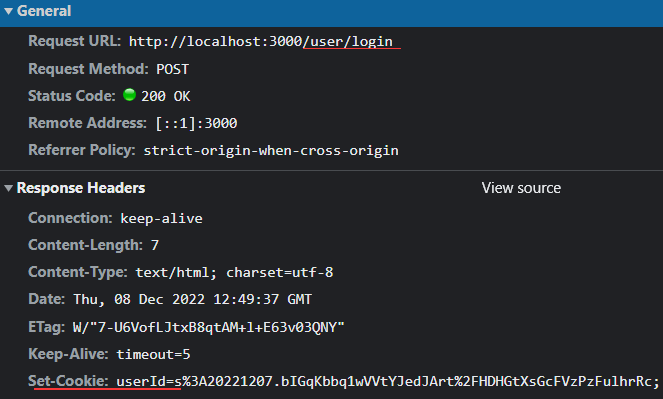 General
Request URL: http://localhost:3000/user/login
Request Method: POST
Status Code: 200 OK
Remote Address: [::1]:3000
Referrer Policy: strict-origin-when-cross-origin
Response Headers View source
Connection: keep-alive
Content-Length: 7
Content-Type: text/html; charset=utf-8
Date: Thu, 08 Dec 2022 12:49:37 GMT
ETag: W/"7-U6VofLJtxB8qtAM+l+E63v03QNY"
Keep-Alive: timeout=5
Set-Cookie: userId=s%3A20221207.bIGqKbbq1wVVtYJedJArt%2FHDHGtXsGcFVzPzFulhrRc;